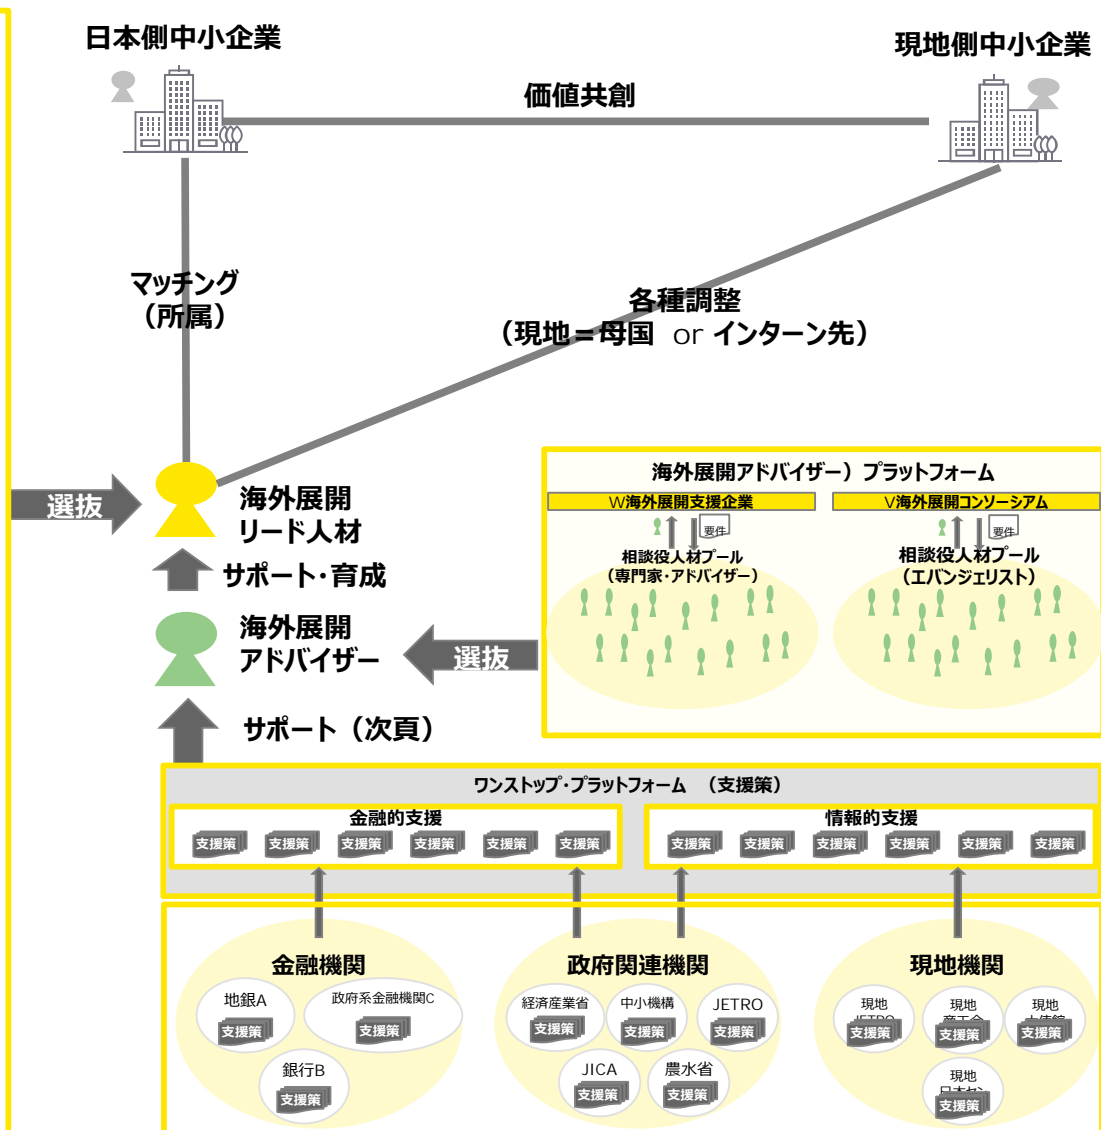 日本側中小企業
現地側中小企業
価値共創
マッチング
（所属）
各種調整
（現地＝母国 or インターン先）
選抜
海外展開
リード人材
サポート・育成
海外展開
アドバイザー
選抜
サポート（次頁）
海外展開アドバイザー）プラットフォーム
W海外展開支援企業
要件
相談役人材プール
（専門家・アドバイザー）
V海外展開コンソーシアム
要件
相談役人材プール
（エバンジェリスト）
ワンストップ・プラットフォーム （支援策）
金融的支援
支援策 支援策 支援策 支援策 支援策 支援策
情報的支援
支援策 支援策 支援策 支援策 支援策 支援策
金融機関
地銀A
支援策
政府系金融機関C
支援策
銀行B
支援策
政府関連機関
経済産業省
支援策
中小機構
支援策
JETRO
支援策
JICA
支援策
農水省
支援策
現地機関
現地
JETRO
支援策
現地
支援策
現地
支援策
現地
支援策